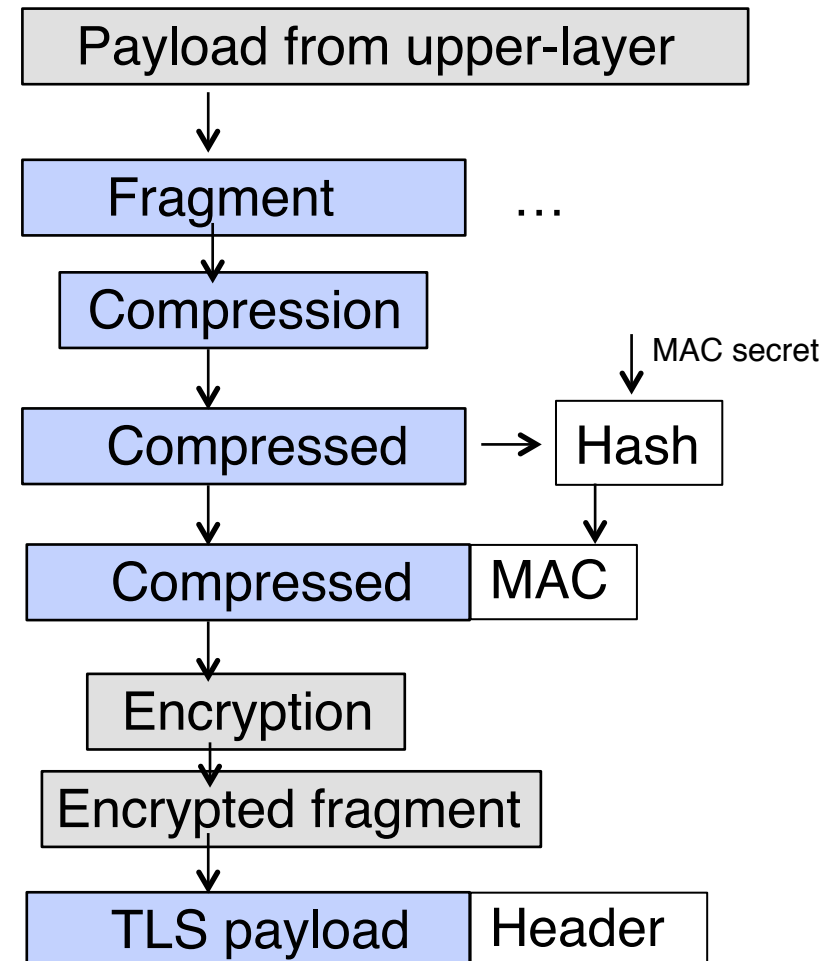 Payload from upper-layer
Fragment
...
Compression
MAC secret
Compressed
Hash
Compressed
MAC
Encryption
Encrypted fragment
TLS payload
Header